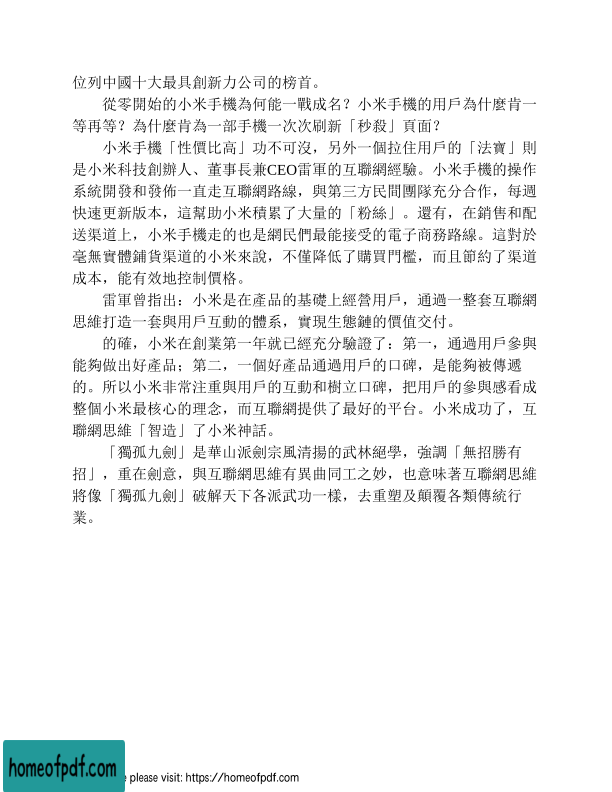 位列中國十大最具創新力公司的榜首。
從零開始的小米手機為何能一戰成名？小米手機的用戶為什麼肯一
等再等？為什麼肯為一部手機一次次刷新「秒殺」頁面？
小米手機「性價比高」功不可沒，另外一個拉住用戶的「法寶」則
是小米科技創辦人、董事長兼CEO雷軍的互聯網經驗。小米手機的操作
系統開發和發佈一直走互聯網路線，與第三方民間團隊充分合作，每週
快速更新版本，這幫助小米積累了大量的「粉絲」。還有，在銷售和配
送渠道上，小米手機走的也是網民們最能接受的電子商務路線。這對於
毫無實體鋪貨渠道的小米來說，不僅降低了購買門檻，而且節約了渠道
成本，能有效地控制價格。
雷軍曾指出：小米是在產品的基礎上經營用戶，通過一整套互聯網
思維打造一套與用戶互動的體系，實現生態鏈的價值交付。
的確，小米在創業第一年就已經充分驗證了：第一，通過用戶參與
能夠做出好產品；第二，一個好產品通過用戶的口碑，是能夠被傳遞
的。所以小米非常注重與用戶的互動和樹立口碑，把用戶的參與感看成
整個小米最核心的理念，而互聯網提供了最好的平台。小米成功了，互
聯網思維「智造」了小米神話。
「獨孤九劍」是華山派劍宗風清揚的武林絕學，強調「無招勝有
招」，重在劍意，與互聯網思維有異曲同工之妙，也意味著互聯網思維
將像「獨孤九劍」破解天下各派武功一樣，去重塑及顛覆各類傳統行
業。
homeofpdf.com
e please visit: https://homeofpdf.com